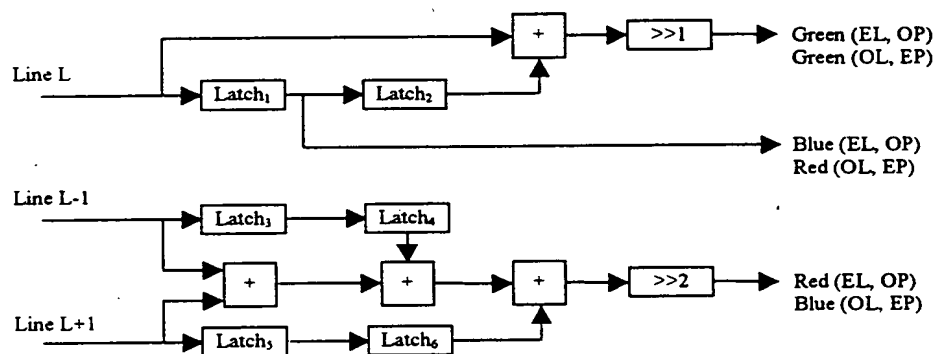 +
>>1
Green (EL, OP)
Green (OL, EP)
Line L
Latch₁
Latch₂
Blue (EL, OP)
Red (OL, EP)
Line L-1
Latch₃
Latch₄
+
+
+
>>2
Red (EL, OP)
Blue (OL, EP)
Line L+1
Latch₅
Latch₆